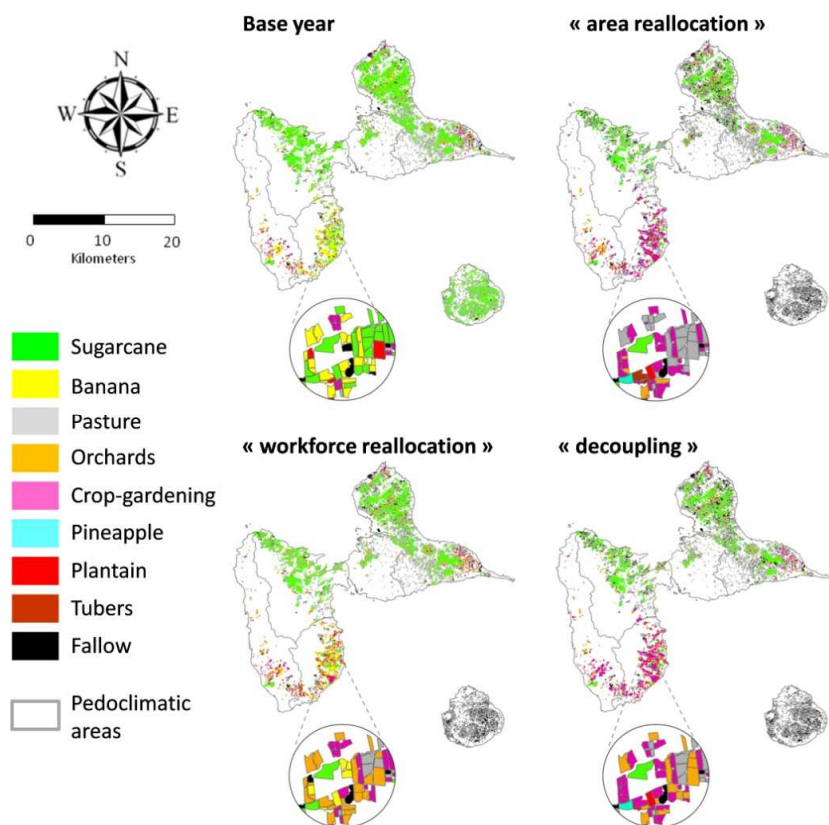 Base year
« area reallocation »
N
W E
S
0 10 20
Kilometers
Sugarcane
Banana
Pasture
Orchards
Crop-gardening
Pineapple
Plantain
Tubers
Fallow
Pedoclimatic
areas
« workforce reallocation »
« decoupling »